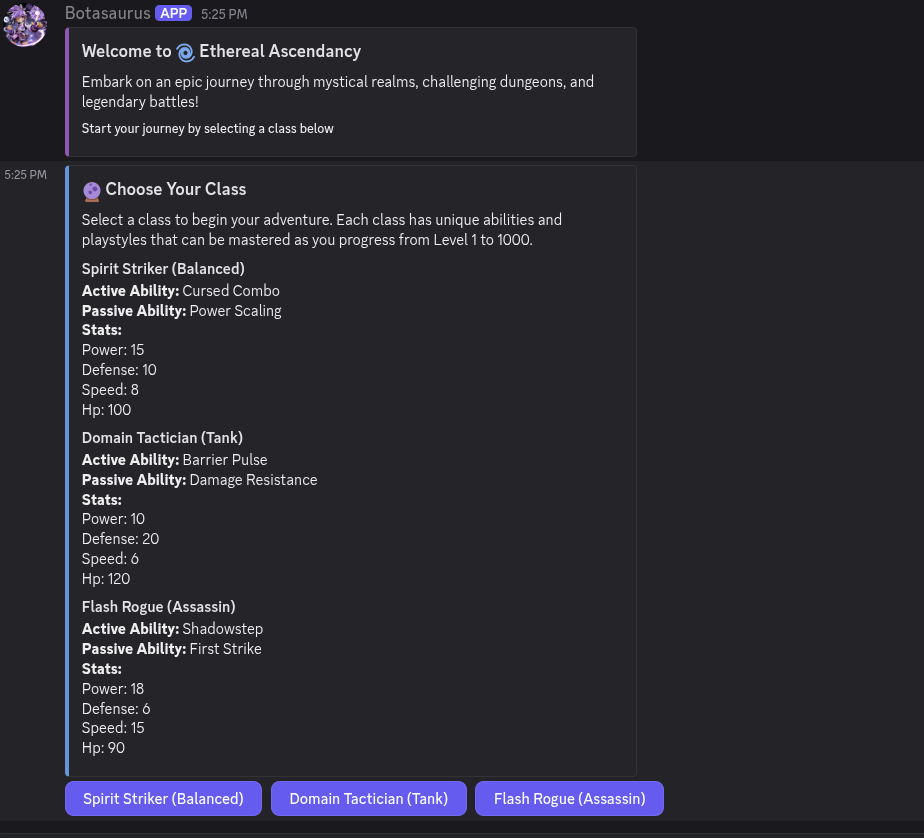 Botasaurus APP 5:25 PM
Welcome to Ethereal Ascendancy
Embark on an epic journey through mystical realms, challenging dungeons, and
legendary battles!
Start your journey by selecting a class below
5:25 PM
Choose Your Class
Select a class to begin your adventure. Each class has unique abilities and
playstyles that can be mastered as you progress from Level 1 to 1000.
Spirit Striker (Balanced)
Active Ability: Cursed Combo
Passive Ability: Power Scaling
Stats:
Power: 15
Defense: 10
Speed: 8
Hp: 100
Domain Tactician (Tank)
Active Ability: Barrier Pulse
Passive Ability: Damage Resistance
Stats:
Power: 10
Defense: 20
Speed: 6
Hp: 120
Flash Rogue (Assassin)
Active Ability: Shadowstep
Passive Ability: First Strike
Stats:
Power: 18
Defense: 6
Speed: 15
Hp: 90
Spirit Striker (Balanced) Domain Tactician (Tank) Flash Rogue (Assassin)